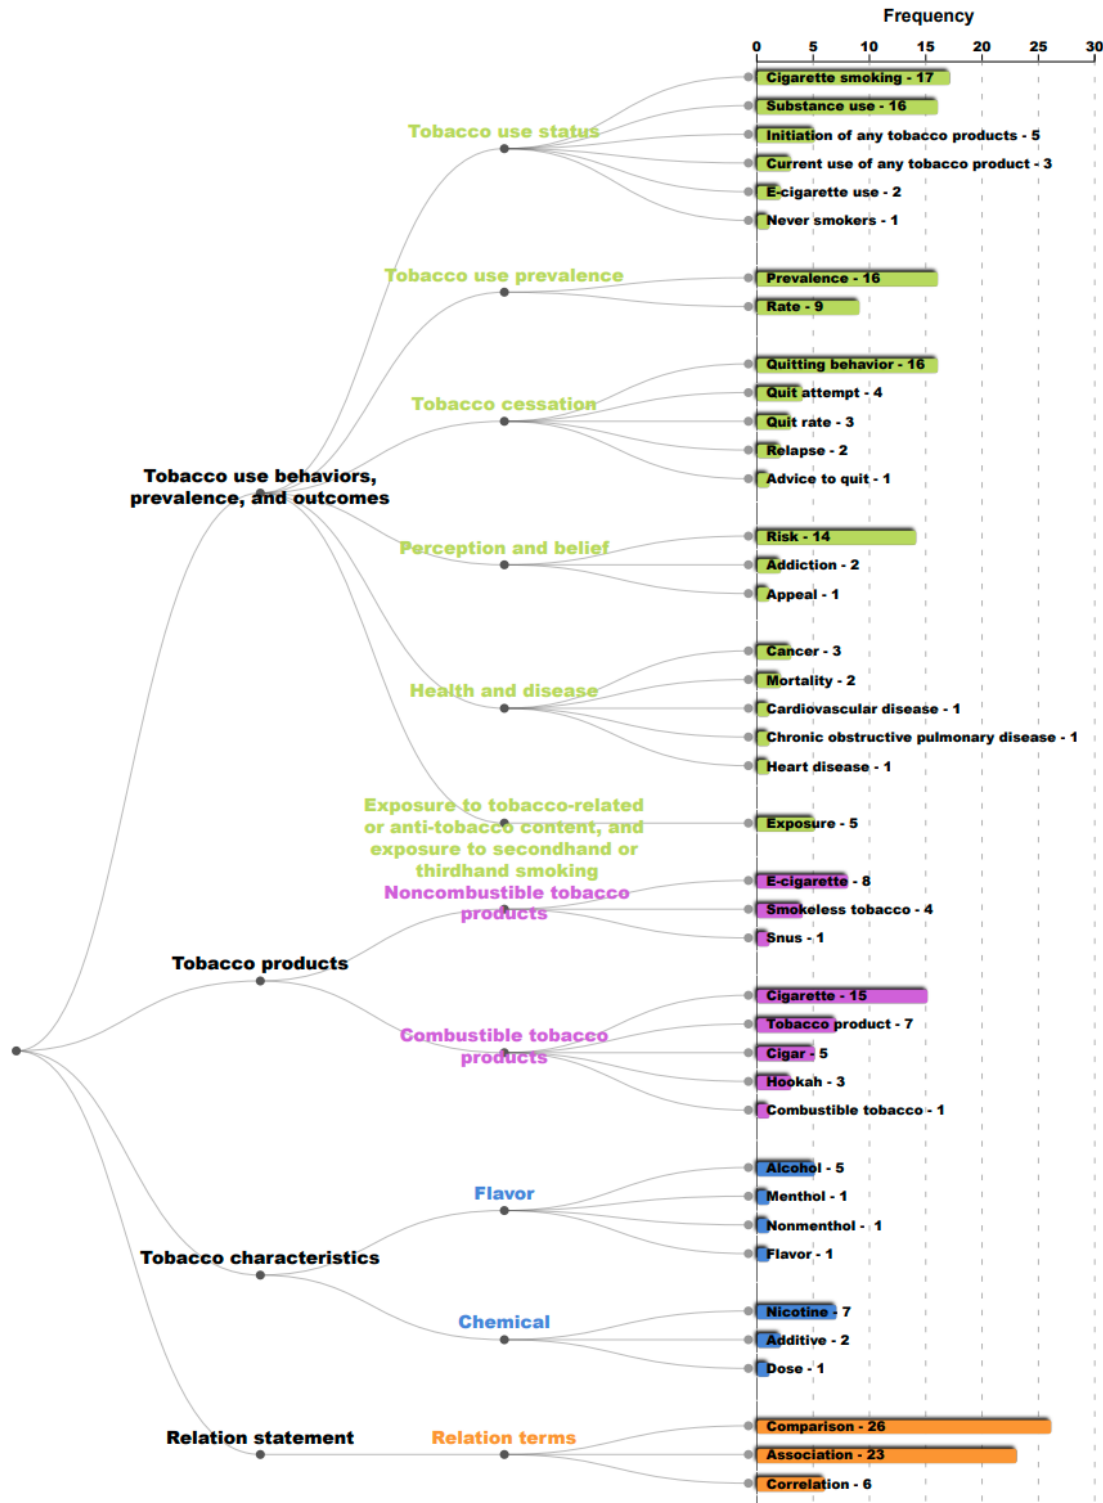 Frequency
0 5 10 15 20 25 30
Tobacco use status
Cigarette smoking - 17
Substance use - 16
Initiation of any tobacco products - 5
Current use of any tobacco product - 3
E-cigarette use - 2
Never smokers - 1
Tobacco use prevalence
Prevalence - 16
Rate - 9
Tobacco cessation
Quitting behavior - 16
Quit attempt - 4
Quit rate - 3
Relapse - 2
Advice to quit - 1
Tobacco use behaviors,
prevalence, and outcomes
Perception and belief
Risk - 14
Addiction - 2
Appeal - 1
Health and disease
Cancer - 3
Mortality - 2
Cardiovascular disease - 1
Chronic obstructive pulmonary disease - 1
Heart disease - 1
Exposure to tobacco-related
or anti-tobacco content, and
exposure to secondhand or
thirdhand smoking
Exposure - 5
Noncombustible tobacco
products
E-cigarette - 8
Smokeless tobacco - 4
Snus - 1
Tobacco products
Combustible tobacco
products
Cigarette - 15
Tobacco product - 7
Cigar - 5
Hookah - 3
Combustible tobacco - 1
Flavor
Alcohol - 5
Menthol - 1
Nonmenthol - 1
Flavor - 1
Tobacco characteristics
Chemical
Nicotine - 7
Additive - 2
Dose - 1
Relation statement
Relation terms
Comparison - 26
Association - 23
Correlation - 6